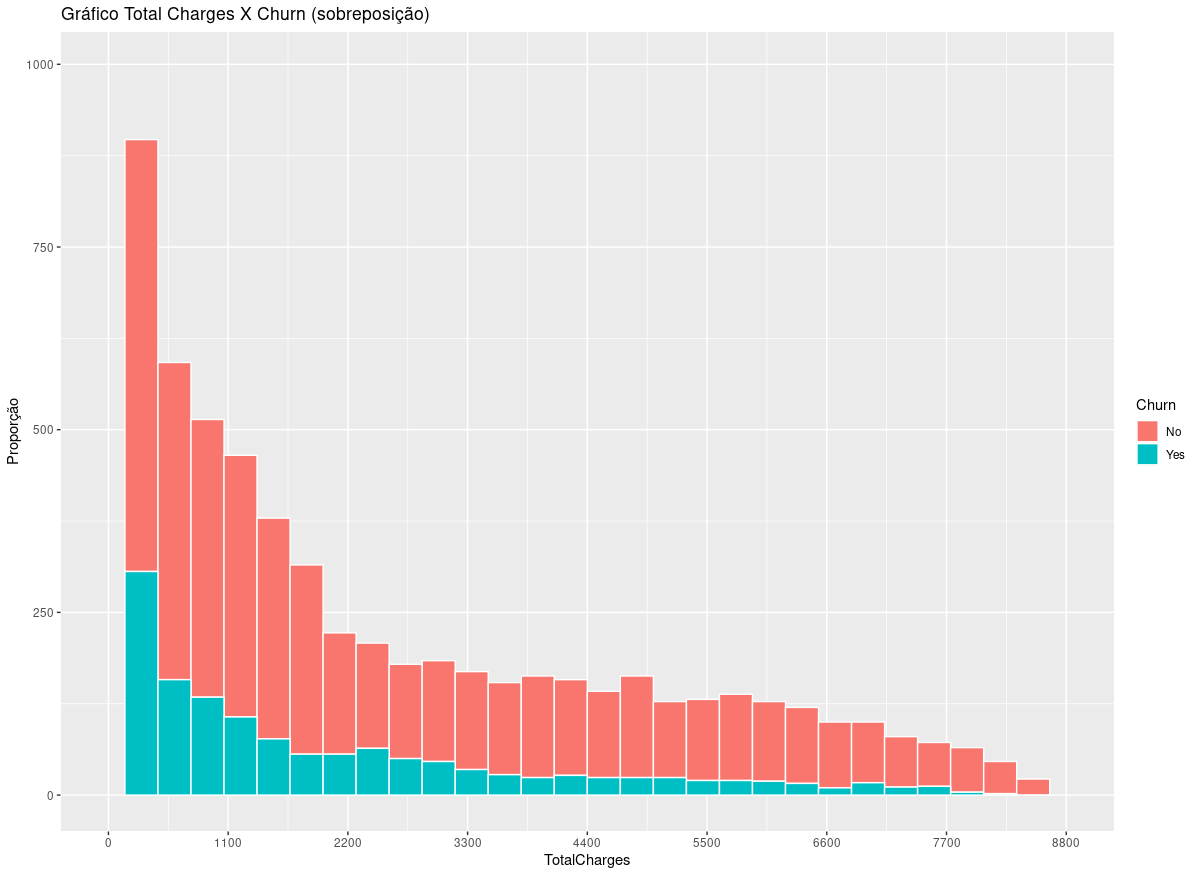 Gráfico Total Charges X Churn (sobreposição)
1000
750
500
250
0
Proporção
0 1100 2200 3300 4400 5500 6600 7700 8800
TotalCharges
Churn
No
Yes